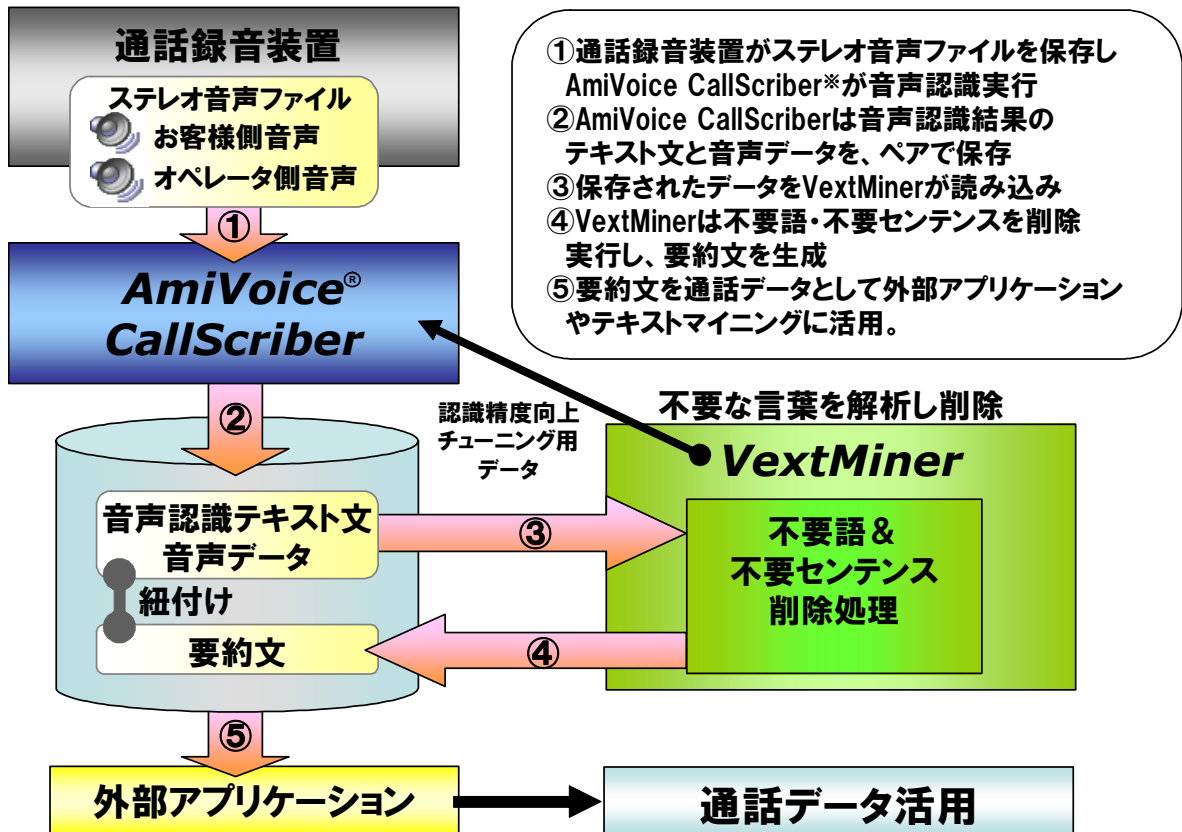 通話録音装置
ステレオ音声ファイル
お客様側音声
オペレータ側音声
①
AmiVoice®
CallScriber
②
音声認識テキスト文
音声データ
紐付け
要約文
⑤
外部アプリケーション
①通話録音装置がステレオ音声ファイルを保存し
AmiVoice CallScriber※が音声認識実行
②AmiVoice CallScriberは音声認識結果の
テキスト文と音声データを、ペアで保存
③保存されたデータをVextMinerが読み込み
④VextMinerは不要語・不要センテンスを削除
実行し、要約文を生成
⑤要約文を通話データとして外部アプリケーション
やテキストマイニングに活用。
認識精度向上
チューニング用
データ
不要な言葉を解析し削除
VextMiner
③
不要語&
不要センテンス
削除処理
④
通話データ活用